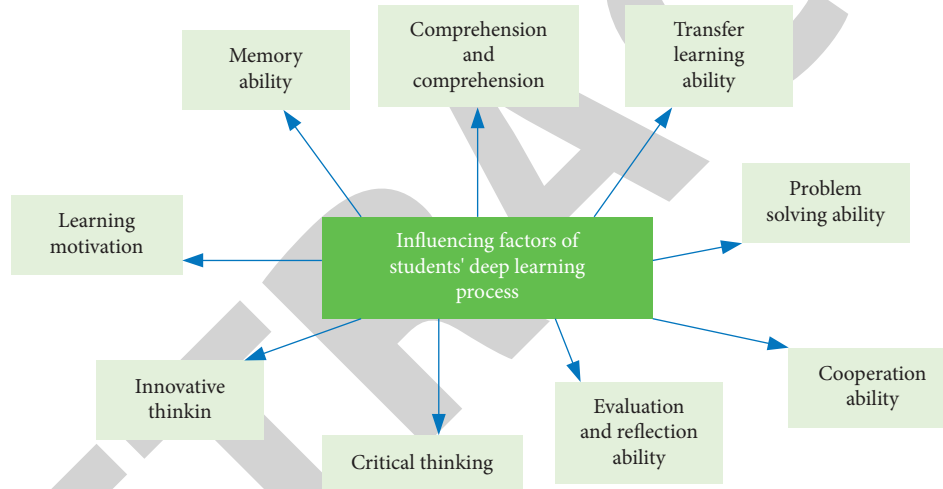 Memory
ability
Comprehension
and
comprehension
Transfer
learning
ability
Problem
solving ability
Learning
motivation
Influencing factors of
students' deep learning
process
Innovative
thinkin
Critical thinking
Evaluation
and reflection
ability
Cooperation
ability